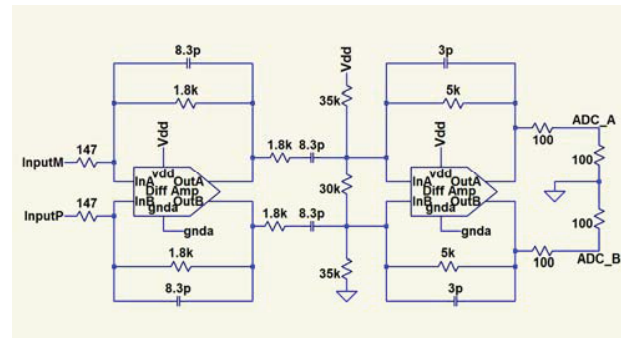 8.3p
1.8k
Vdd
147
InputM
vdd
InA OutA
Diff Amp
InB OutB
gnda
147
InputP
gnda
1.8k
8.3p
1.8k 8.3p
1.8k 8.3p
Vdd
35k
30k
35k
3p
5k
Vdd
vdd
InA OutA
Diff Amp
InB OutB
gnda
gnda
5k
3p
100
ADC_A
100
100
100
ADC_B